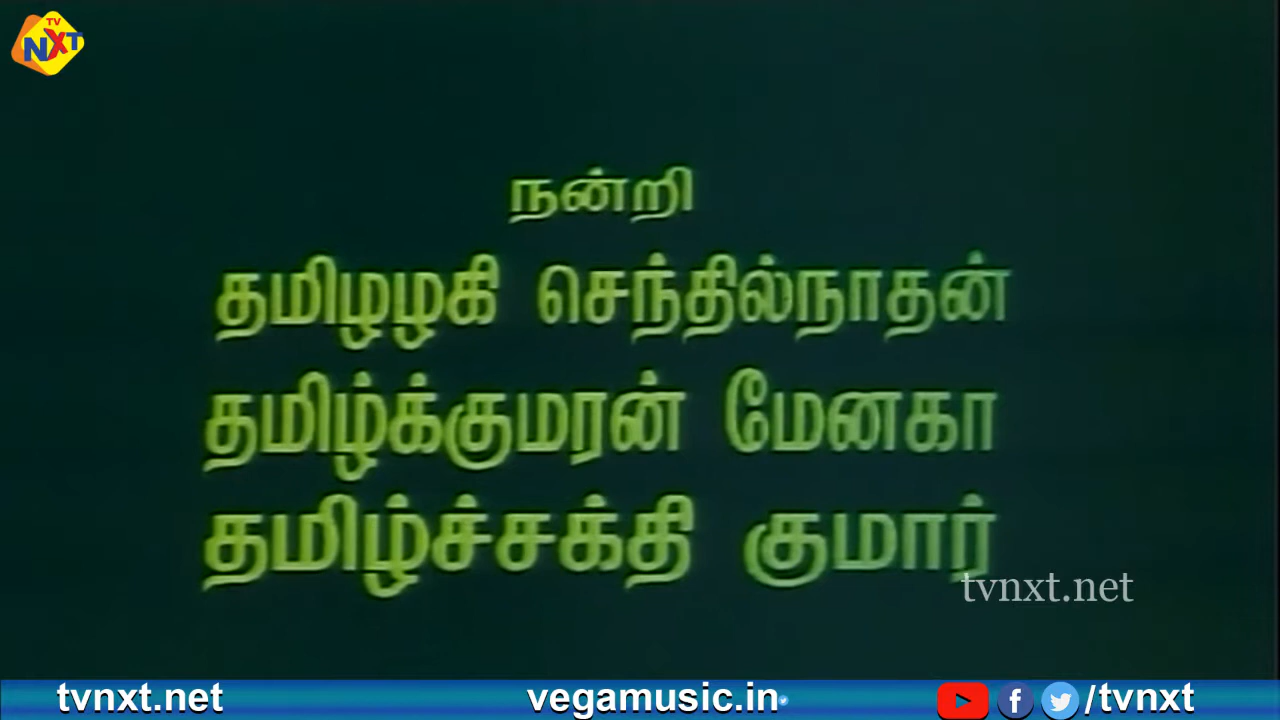 TV
NXT
நன்றி
தமிழழகி செந்தில்நாதன்
தமிழ்க்குமரன் மேனகா
தமிழ்ச்சக்தி குமார்
tvnxt.net
tvnxt.net vegamusic.in /tvnxt